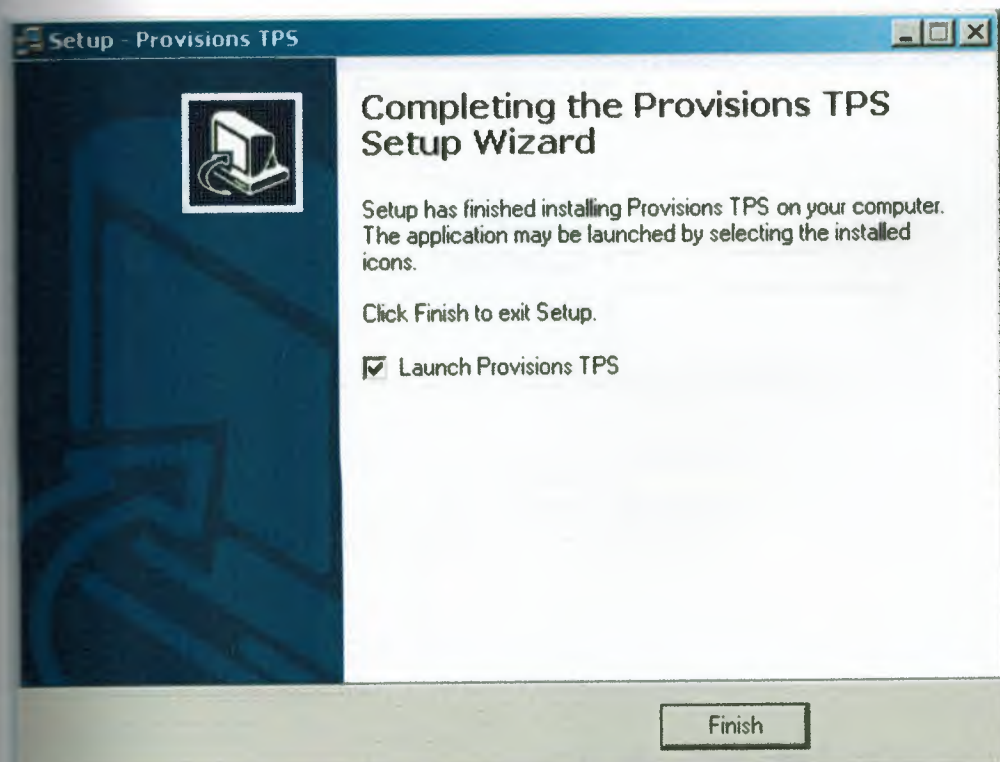 Setup - Provisions TPS
Completing the Provisions TPS
Setup Wizard
Setup has finished installing Provisions TPS on your computer.
The application may be launched by selecting the installed
icons.
Click Finish to exit Setup.
Launch Provisions TPS
Finish